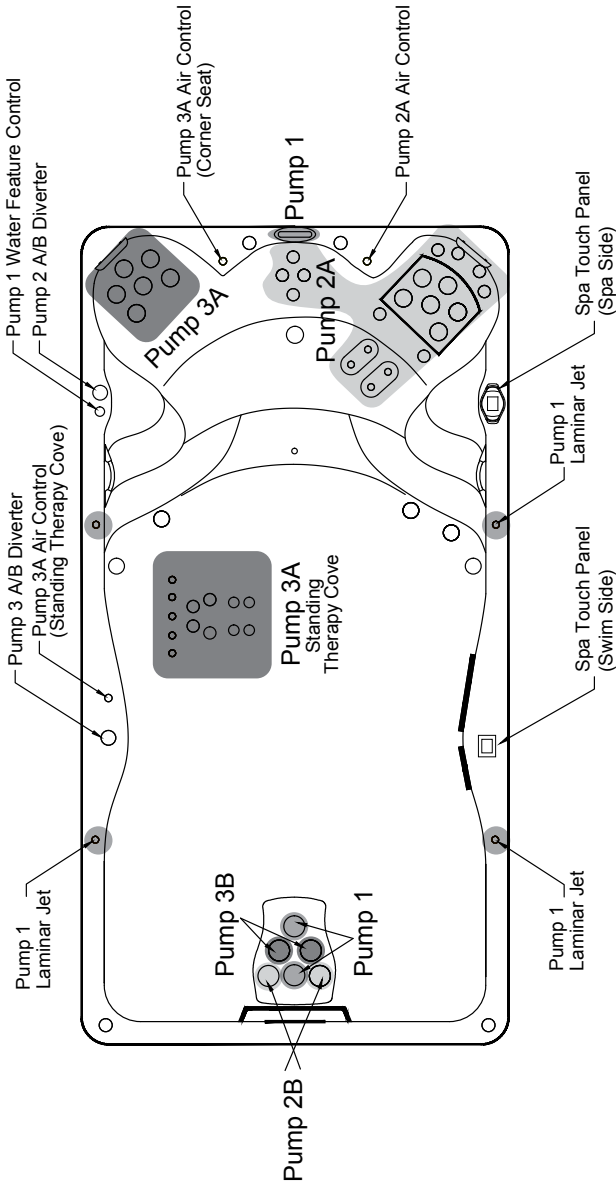 Pump 1 Water Feature Control
Pump 2 A/B Diverter
Pump 3 A/B Diverter
Pump 3A Air Control
(Standing Therapy Cove)
Pump 1
Laminar Jet
Pump 3A Air Control
(Corner Seat)
Pump 1
Pump 2A Air Control
Pump 3A
Pump 2A
Pump 3A
Standing
Therapy Cove
Pump 3B
Pump 1
Pump 2B
Spa Touch Panel
(Spa Side)
Pump 1
Laminar Jet
Spa Touch Panel
(Swim Side)
Pump 1
Laminar Jet